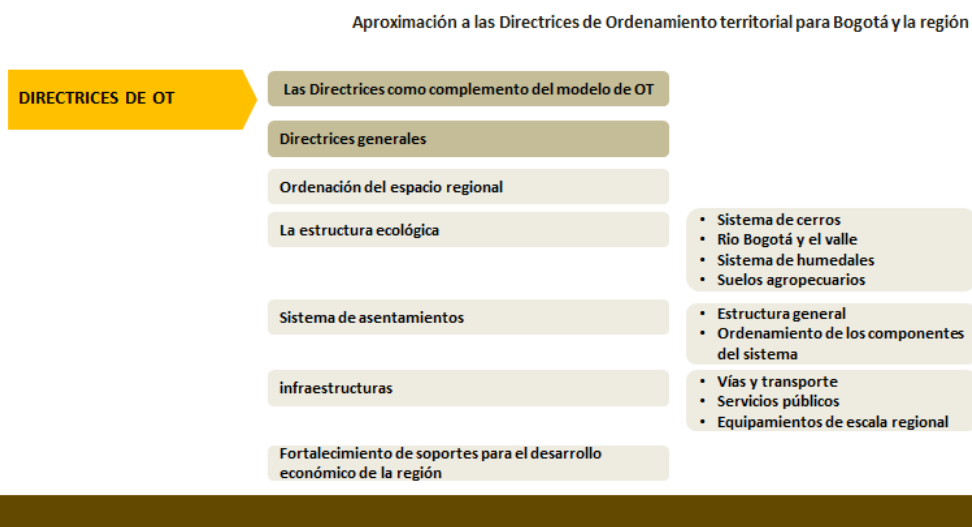 Aproximación a las Directrices de Ordenamiento territorial para Bogotá y la región
DIRECTRICES DE OT
Las Directrices como complemento del modelo de OT
Directrices generales
Ordenación del espacio regional
La estructura ecológica
• Sistema de cerros
• Rio Bogotá y el valle
• Sistema de humedales
• Suelos agropecuarios
Sistema de asentamientos
• Estructura general
• Ordenamiento de los componentes
del sistema
infraestructuras
• Vías y transporte
• Servicios públicos
• Equipamientos de escala regional
Fortalecimiento de soportes para el desarrollo
económico de la región